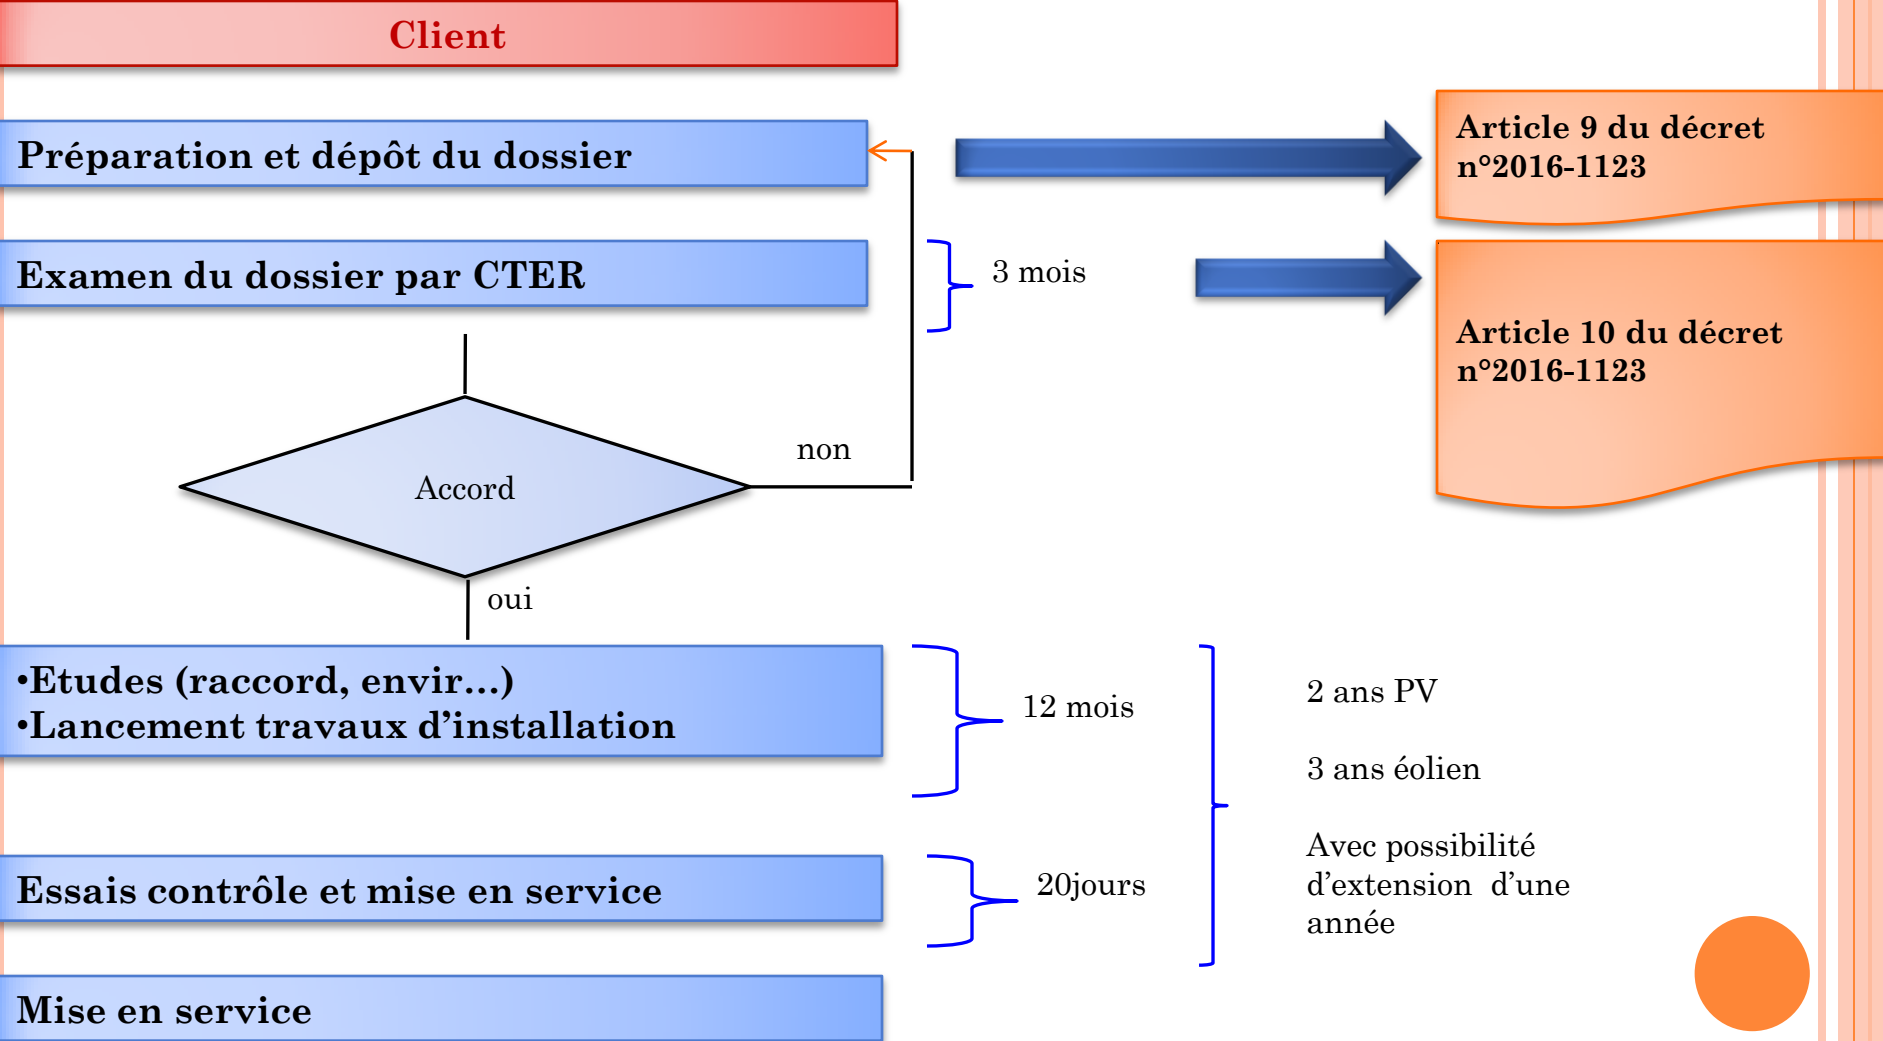 Client
Préparation et dépôt du dossier
Article 9 du décret
n°2016-1123
Examen du dossier par CTER
3 mois
Article 10 du décret
n°2016-1123
Accord
non
oui
•Etudes (raccord, envir...)
•Lancement travaux d’installation
12 mois
2 ans PV
3 ans éolien
Avec possibilité
d’extension d’une
année
Essais contrôle et mise en service
20jours
Mise en service